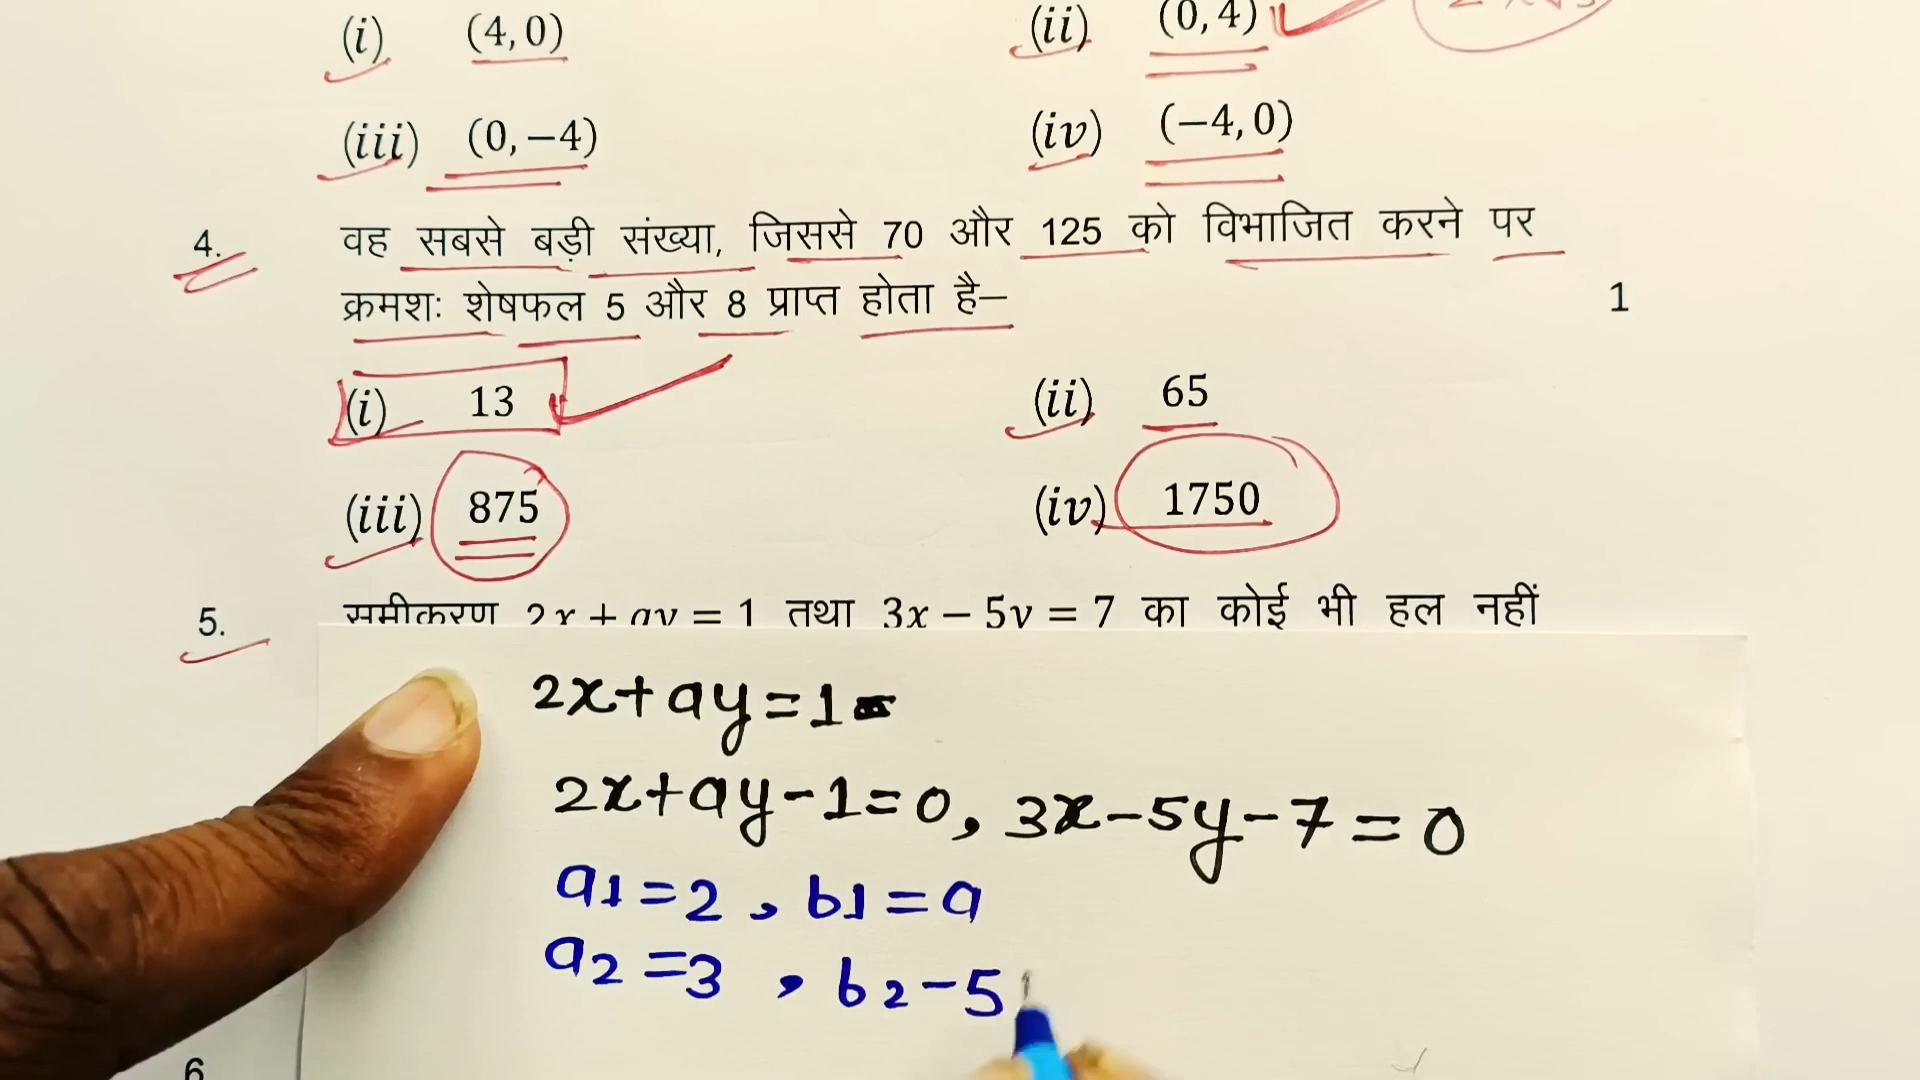 (i) (4,0) (ii) (0,4)
(iii) (0,−4) (iv) (−4,0)
4. वह सबसे बड़ी संख्या, जिससे 70 और 125 को विभाजित करने पर
क्रमशः शेषफल 5 और 8 प्राप्त होता है– 1
(i) 13 (ii) 65
(iii) 875 (iv) 1750
5. समीकरण 2x + ay = 1 तथा 3x − 5y = 7 का कोई भी हल नहीं
2x+ay=1
2x+ay-1=0, 3x-5y-7=0
a1=2, b1=a
a2=3, b2-5
6